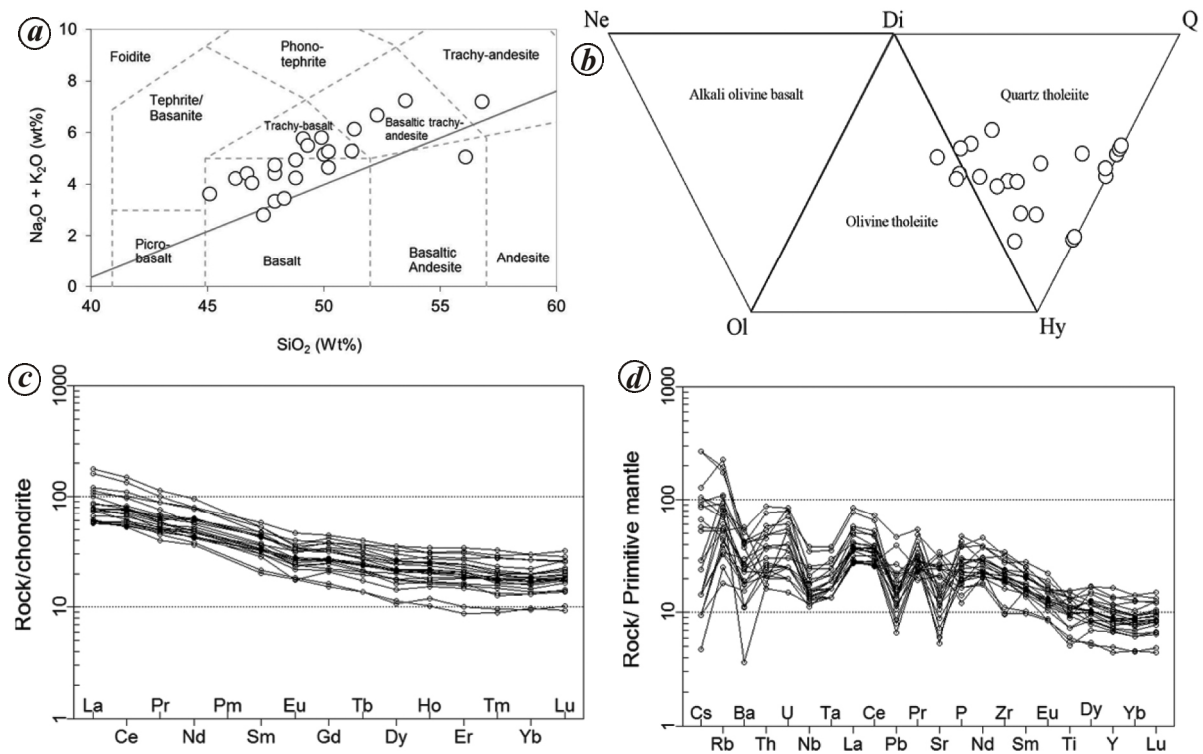 a
10
8
6
4
2
0
Na2O + K2O (wt%)
Foidite
Phono-
tephrite
Trachy-andesite
Tephrite/
Basanite
Trachy-basalt
Basaltic trachy-
andesite
Picro-
basalt
Basalt
Basaltic
Andesite
Andesite
40
45
50
55
60
SiO2 (Wt%)
b
Ne
Di
Q
Alkali olivine basalt
Quartz tholeiite
Olivine tholeiite
Ol
Hy
c
1000
100
10
1
Rock/chondrite
La Pr Pm Eu Tb Ho Tm Lu
Ce Nd Sm Gd Dy Er Yb
d
1000
100
10
1
Rock/ Primitive mantle
Cs Ba U Ta Ce Pr P Zr Eu Dy Yb
Rb Th Nb La Pb Sr Nd Sm Ti Y Lu